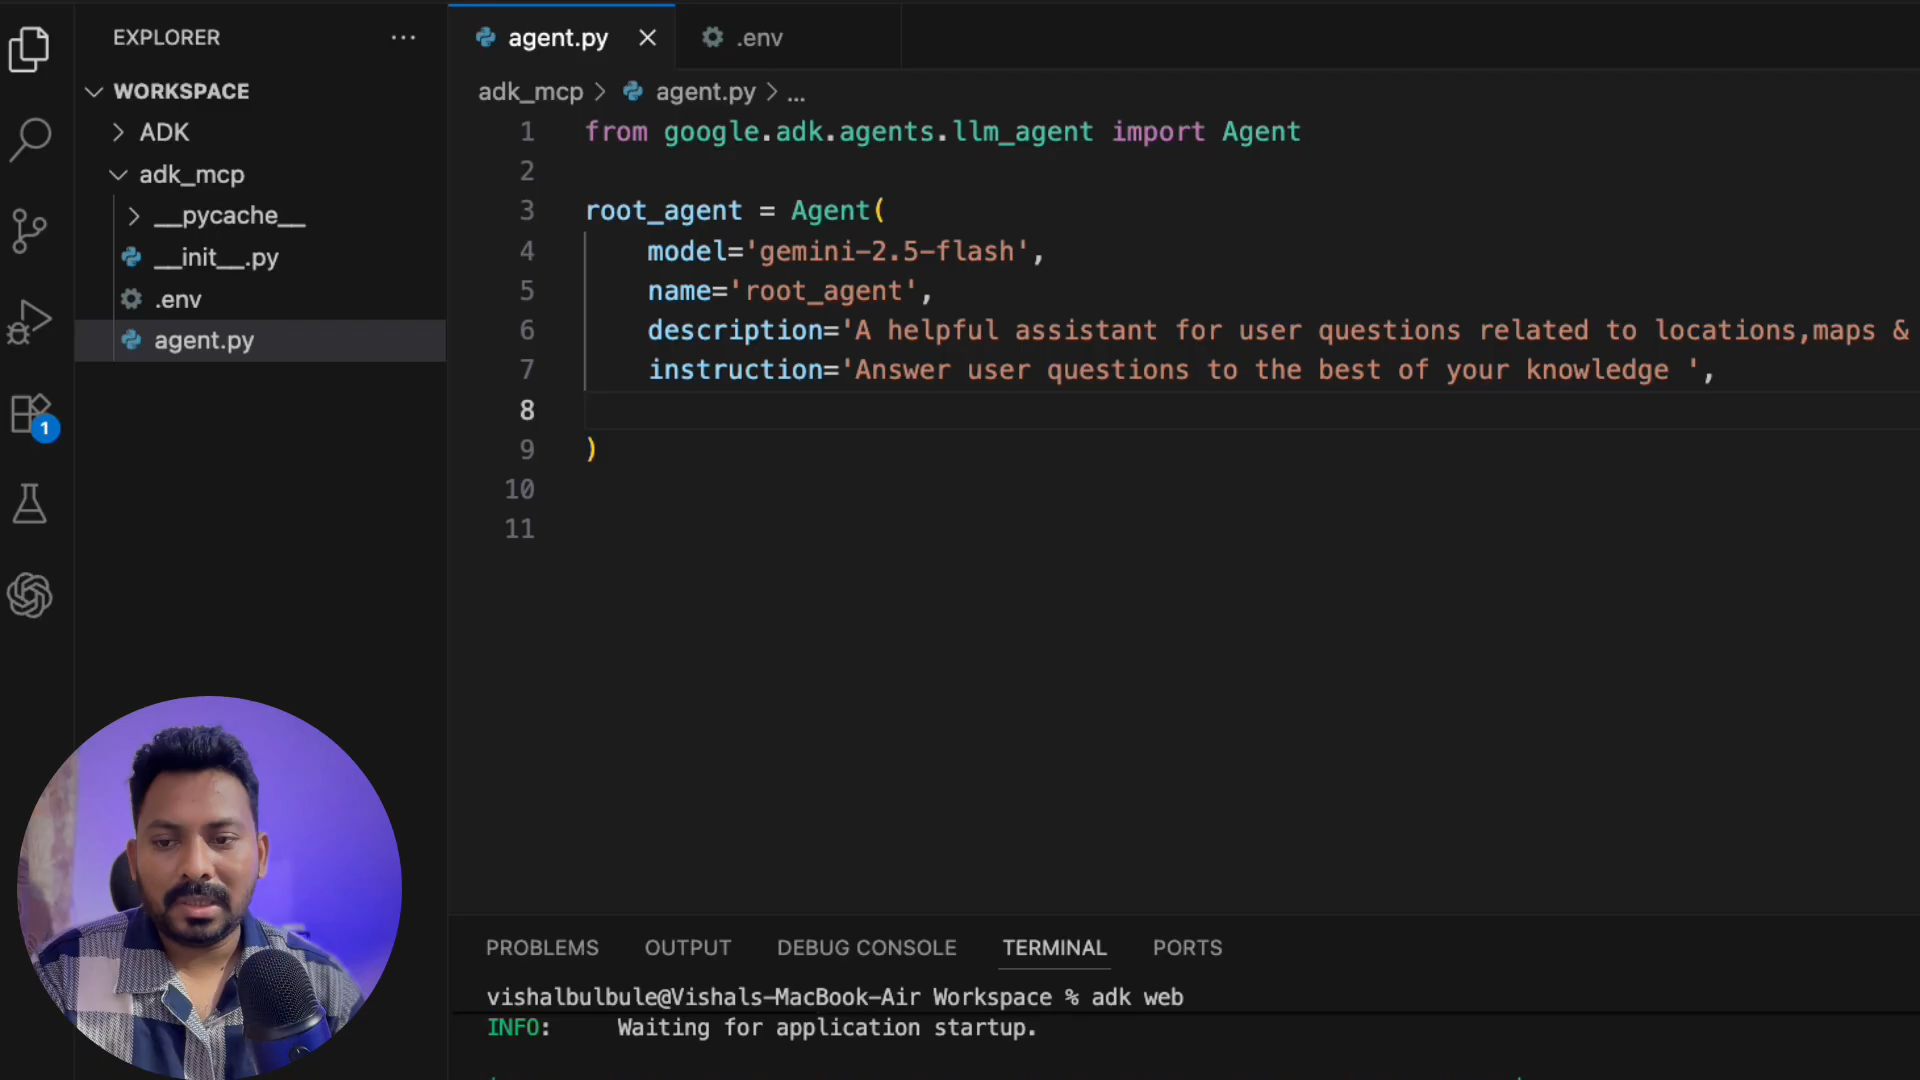 EXPLORER
WORKSPACE
ADK
adk_mcp
__pycache__
__init__.py
.env
agent.py
1
agent.py
.env
adk_mcp > agent.py > ...
1 from google.adk.agents.llm_agent import Agent
2
3 root_agent = Agent(
4 model='gemini-2.5-flash',
5 name='root_agent',
6 description='A helpful assistant for user questions related to locations,maps &
7 instruction='Answer user questions to the best of your knowledge ',
8
9 )
10
11
PROBLEMS OUTPUT DEBUG CONSOLE TERMINAL PORTS
vishalbulbule@Vishals-MacBook-Air Workspace % adk web
INFO: Waiting for application startup.